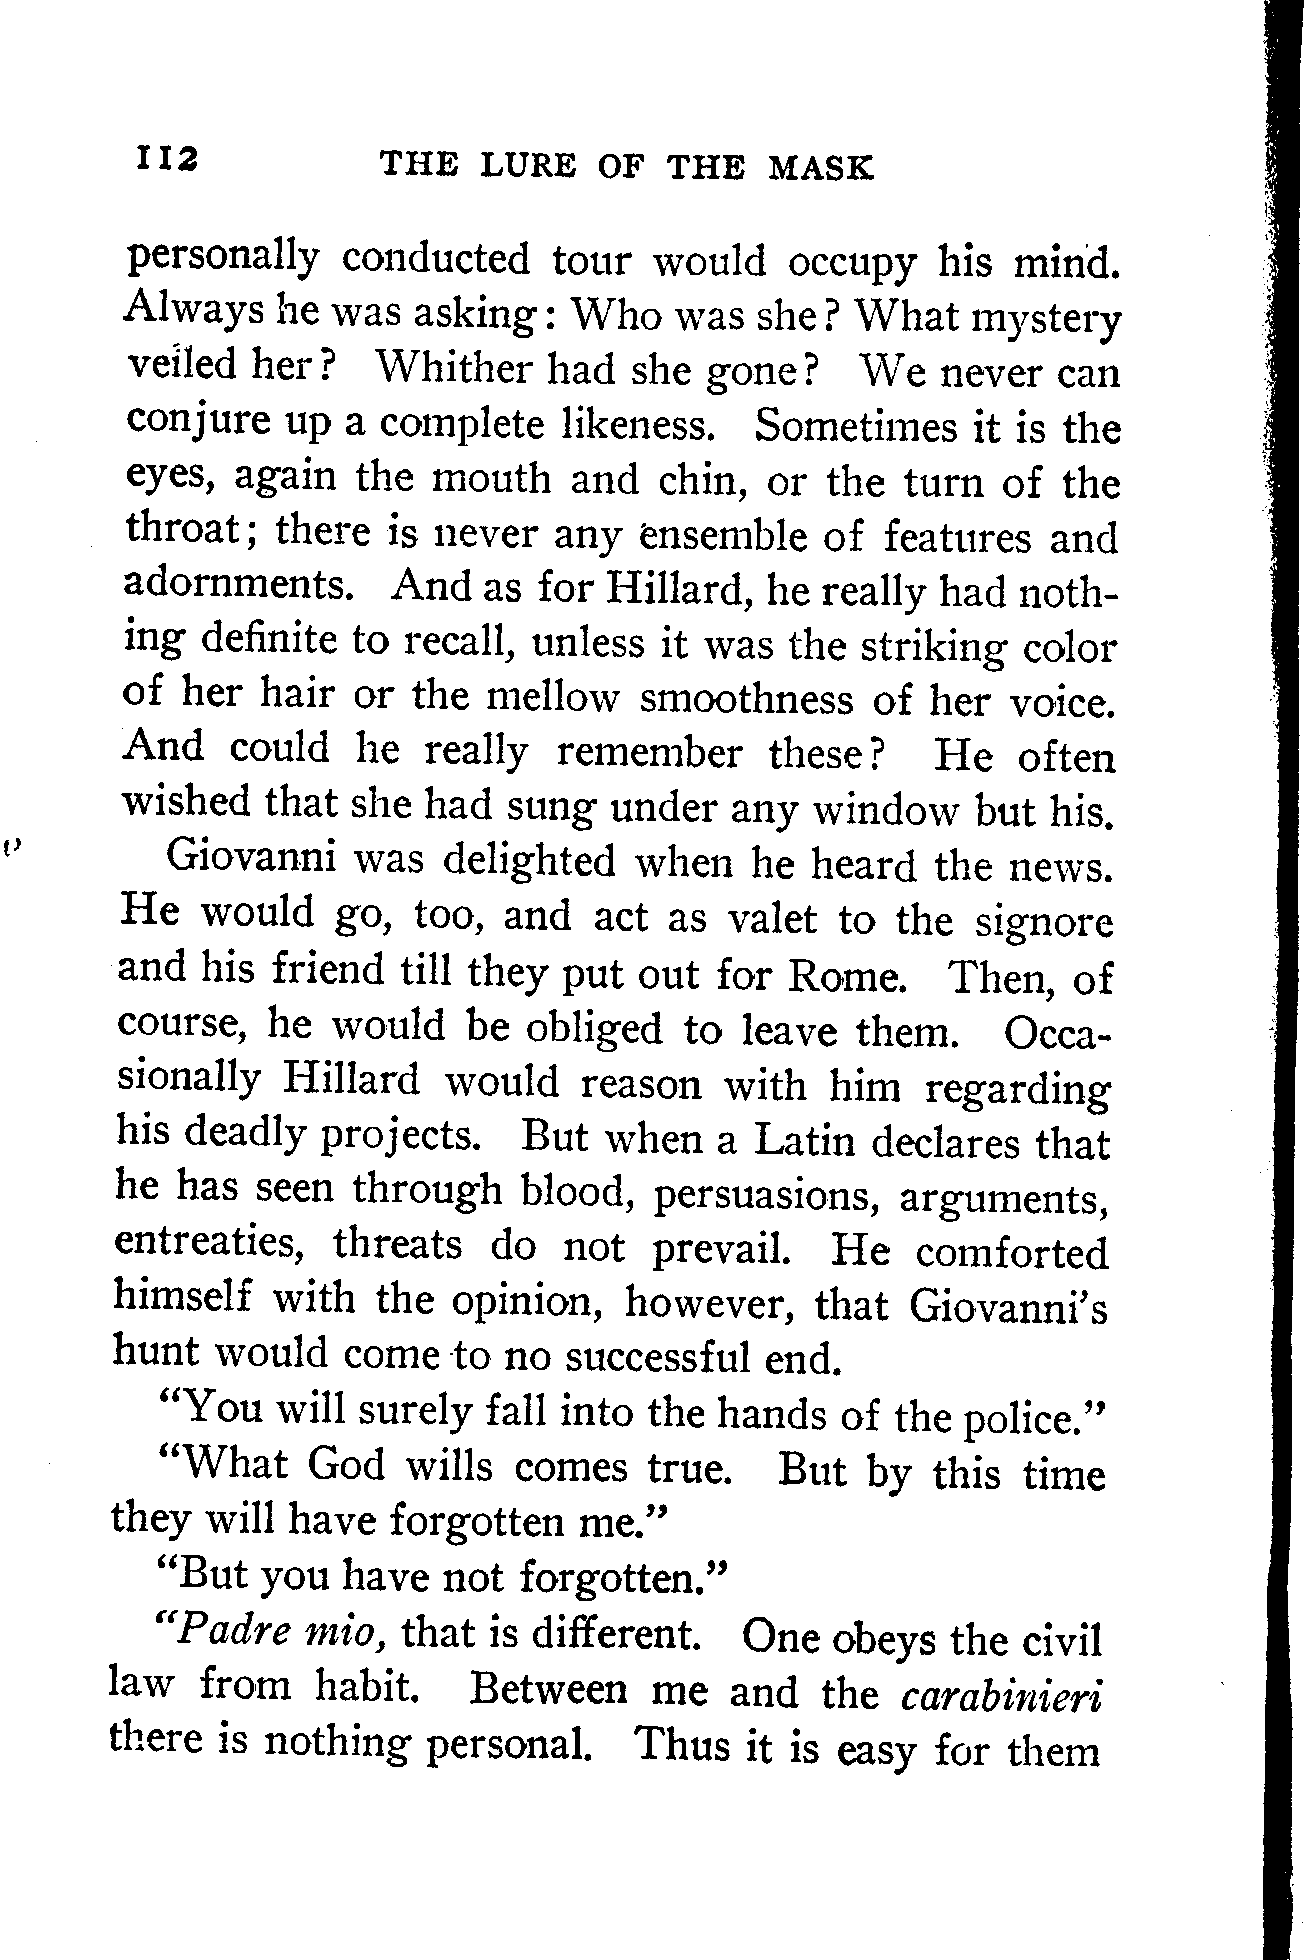 112 THE LURE OF THE MASK
personally conducted tour would occupy his mind.
Always he was asking: Who was she? What mystery
veiled her? Whither had she gone? We never can
conjure up a complete likeness. Sometimes it is the
eyes, again the mouth and chin, or the turn of the
throat; there is never any ensemble of features and
adornments. And as for Hillard, he really had noth-
ing definite to recall, unless it was the striking color
of her hair or the mellow smoothness of her voice.
And could he really remember these? He often
wished that she had sung under any window but his.
Giovanni was delighted when he heard the news.
He would go, too, and act as valet to the signore
and his friend till they put out for Rome. Then, of
course, he would be obliged to leave them. Occa-
sionally Hillard would reason with him regarding
his deadly projects. But when a Latin declares that
he has seen through blood, persuasions, arguments,
entreaties, threats do not prevail. He comforted
himself with the opinion, however, that Giovanni's
hunt would come to no successful end.
"You will surely fall into the hands of the police."
"What God wills comes true. But by this time
they will have forgotten me."
"But you have not forgotten."
"Padre mio, that is different. One obeys the civil
law from habit. Between me and the carabinieri
there is nothing personal. Thus it is easy for them